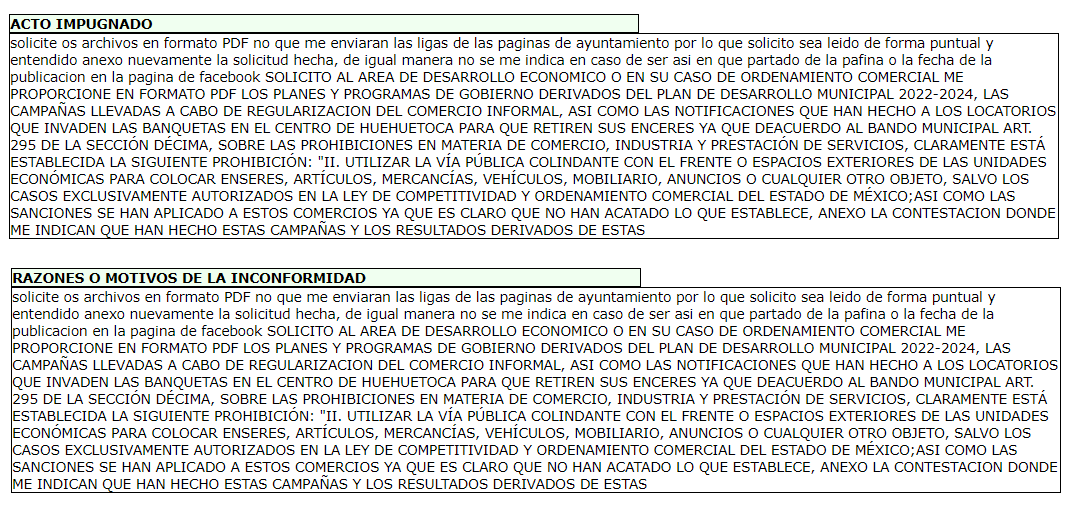 ACTO IMPUGNADO
solicite os archivos en formato PDF no que me enviaran las ligas de las paginas de ayuntamiento por lo que solicito sea leido de forma puntual y
entendido anexo nuevamente la solicitud hecha, de igual manera no se me indica en caso de ser asi en que partado de la pafina o la fecha de la
publicacion en la pagina de facebook SOLICITO AL AREA DE DESARROLLO ECONOMICO O EN SU CASO DE ORDENAMIENTO COMERCIAL ME
PROPORCIONE EN FORMATO PDF LOS PLANES Y PROGRAMAS DE GOBIERNO DERIVADOS DEL PLAN DE DESARROLLO MUNICIPAL 2022-2024, LAS
CAMPAÑAS LLEVADAS A CABO DE REGULARIZACION DEL COMERCIO INFORMAL, ASI COMO LAS NOTIFICACIONES QUE HAN HECHO A LOS LOCATORIOS
QUE INVADEN LAS BANQUETAS EN EL CENTRO DE HUEHUETOCA PARA QUE RETIREN SUS ENCERES YA QUE DEACUERDO AL BANDO MUNICIPAL ART.
295 DE LA SECCIÓN DÉCIMA, SOBRE LAS PROHIBICIONES EN MATERIA DE COMERCIO, INDUSTRIA Y PRESTACIÓN DE SERVICIOS, CLARAMENTE ESTÁ
ESTABLECIDA LA SIGUIENTE PROHIBICIÓN: "II. UTILIZAR LA VÍA PÚBLICA COLINDANTE CON EL FRENTE O ESPACIOS EXTERIORES DE LAS UNIDADES
ECONÓMICAS PARA COLOCAR ENSERES, ARTÍCULOS, MERCANCÍAS, VEHÍCULOS, MOBILIARIO, ANUNCIOS O CUALQUIER OTRO OBJETO, SALVO LOS
CASOS EXCLUSIVAMENTE AUTORIZADOS EN LA LEY DE COMPETITIVIDAD Y ORDENAMIENTO COMERCIAL DEL ESTADO DE MÉXICO;ASI COMO LAS
SANCIONES SE HAN APLICADO A ESTOS COMERCIOS YA QUE ES CLARO QUE NO HAN ACATADO LO QUE ESTABLECE, ANEXO LA CONTESTACION DONDE
ME INDICAN QUE HAN HECHO ESTAS CAMPAÑAS Y LOS RESULTADOS DERIVADOS DE ESTAS
RAZONES O MOTIVOS DE LA INCONFORMIDAD
solicite os archivos en formato PDF no que me enviaran las ligas de las paginas de ayuntamiento por lo que solicito sea leido de forma puntual y
entendido anexo nuevamente la solicitud hecha, de igual manera no se me indica en caso de ser asi en que partado de la pafina o la fecha de la
publicacion en la pagina de facebook SOLICITO AL AREA DE DESARROLLO ECONOMICO O EN SU CASO DE ORDENAMIENTO COMERCIAL ME
PROPORCIONE EN FORMATO PDF LOS PLANES Y PROGRAMAS DE GOBIERNO DERIVADOS DEL PLAN DE DESARROLLO MUNICIPAL 2022-2024, LAS
CAMPAÑAS LLEVADAS A CABO DE REGULARIZACION DEL COMERCIO INFORMAL, ASI COMO LAS NOTIFICACIONES QUE HAN HECHO A LOS LOCATORIOS
QUE INVADEN LAS BANQUETAS EN EL CENTRO DE HUEHUETOCA PARA QUE RETIREN SUS ENCERES YA QUE DEACUERDO AL BANDO MUNICIPAL ART.
295 DE LA SECCIÓN DÉCIMA, SOBRE LAS PROHIBICIONES EN MATERIA DE COMERCIO, INDUSTRIA Y PRESTACIÓN DE SERVICIOS, CLARAMENTE ESTÁ
ESTABLECIDA LA SIGUIENTE PROHIBICIÓN: "II. UTILIZAR LA VÍA PÚBLICA COLINDANTE CON EL FRENTE O ESPACIOS EXTERIORES DE LAS UNIDADES
ECONÓMICAS PARA COLOCAR ENSERES, ARTÍCULOS, MERCANCÍAS, VEHÍCULOS, MOBILIARIO, ANUNCIOS O CUALQUIER OTRO OBJETO, SALVO LOS
CASOS EXCLUSIVAMENTE AUTORIZADOS EN LA LEY DE COMPETITIVIDAD Y ORDENAMIENTO COMERCIAL DEL ESTADO DE MÉXICO;ASI COMO LAS
SANCIONES SE HAN APLICADO A ESTOS COMERCIOS YA QUE ES CLARO QUE NO HAN ACATADO LO QUE ESTABLECE, ANEXO LA CONTESTACION DONDE
ME INDICAN QUE HAN HECHO ESTAS CAMPAÑAS Y LOS RESULTADOS DERIVADOS DE ESTAS